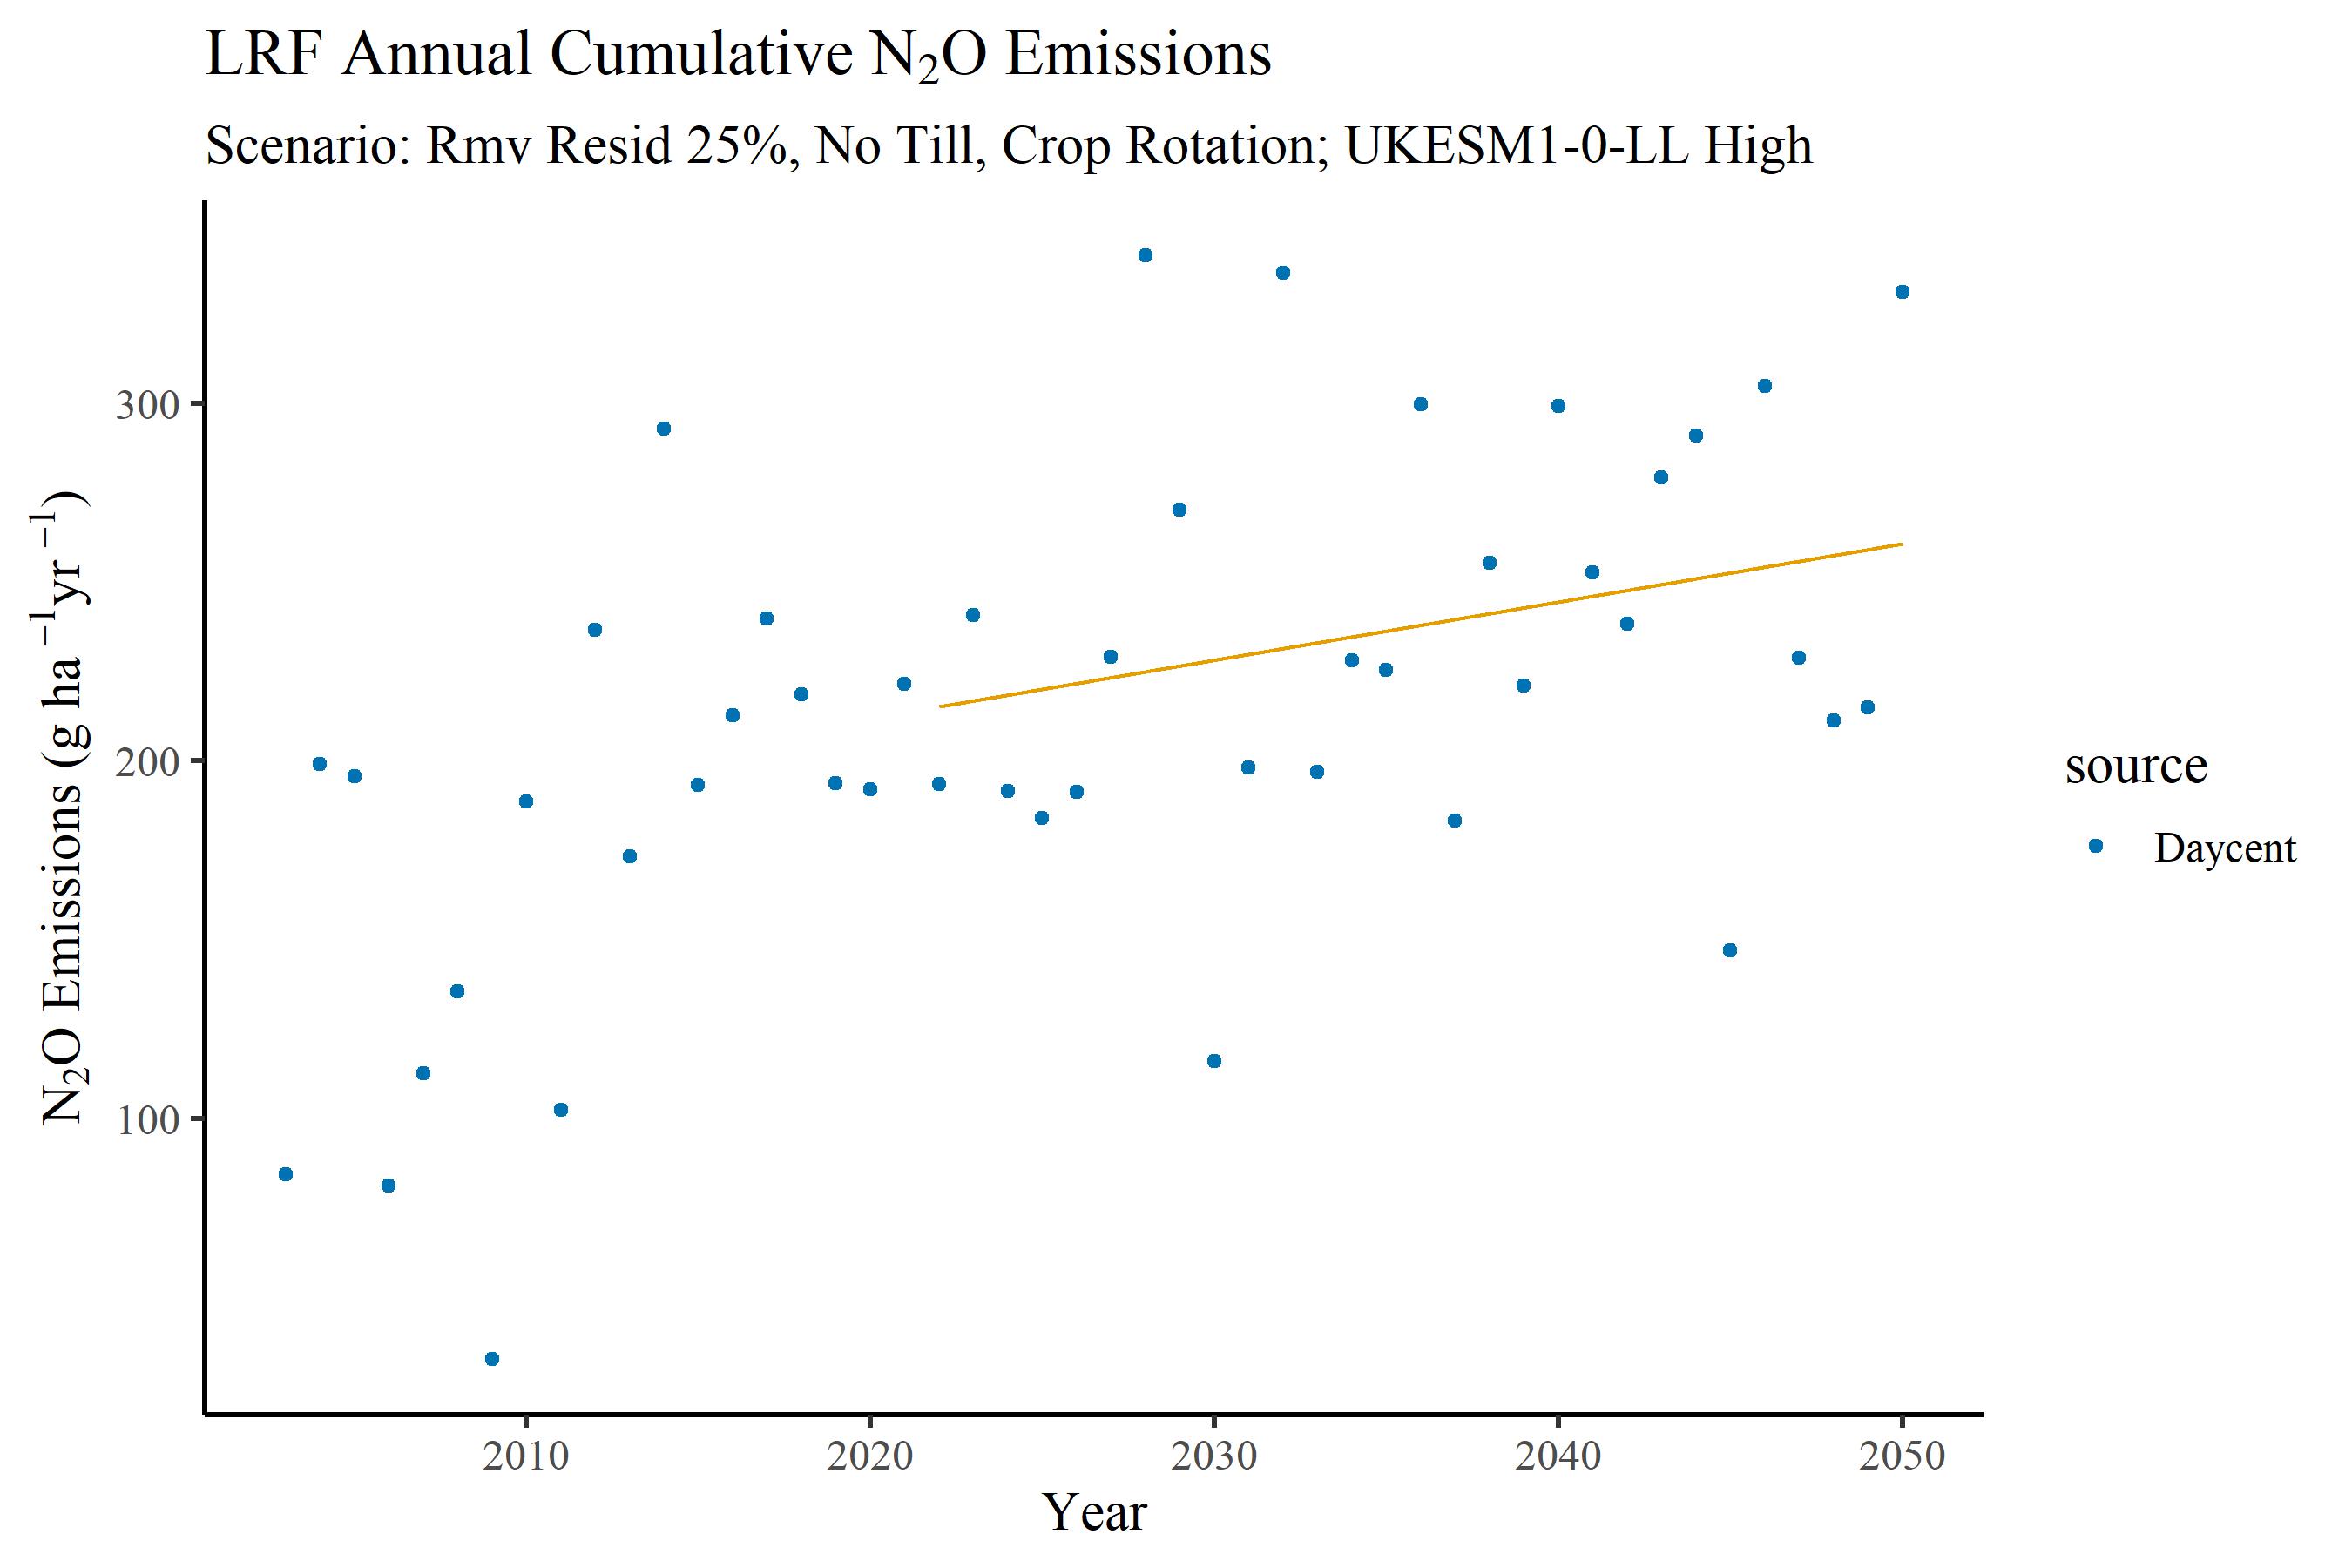 LRF Annual Cumulative N₂O Emissions
Scenario: Rmv Resid 25%, No Till, Crop Rotation; UKESM1-0-LL High
N₂O Emissions (g ha ⁻¹yr ⁻¹)
300
200
100
2010 2020 2030 2040 2050
Year
source
Daycent